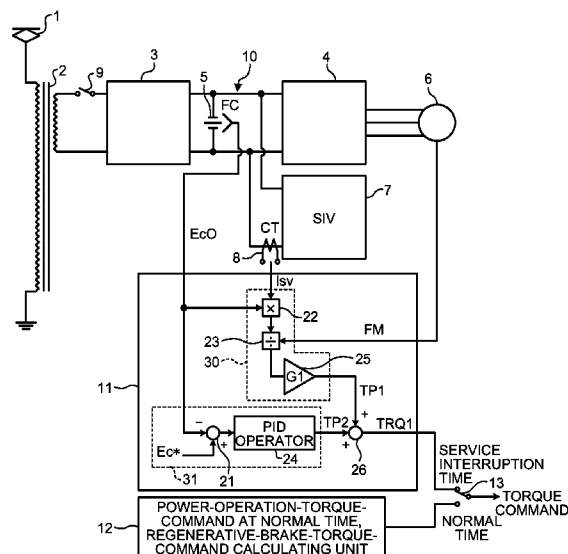 1
2
9
3
5
FC
10
4
6
EcO
CT
8
SIV
7
Isv
×
22
FM
23
÷
30
G1
25
11
TP1
−
+
PID
OPERATOR
24
TP2
+
+
26
TRQ1
Ec*
+
21
31
SERVICE
INTERRUPTION
TIME
13
TORQUE
COMMAND
NORMAL
TIME
12
POWER-OPERATION-TORQUE-
COMMAND AT NORMAL TIME,
REGENERATIVE-BRAKE-TORQUE-
COMMAND CALCULATING UNIT